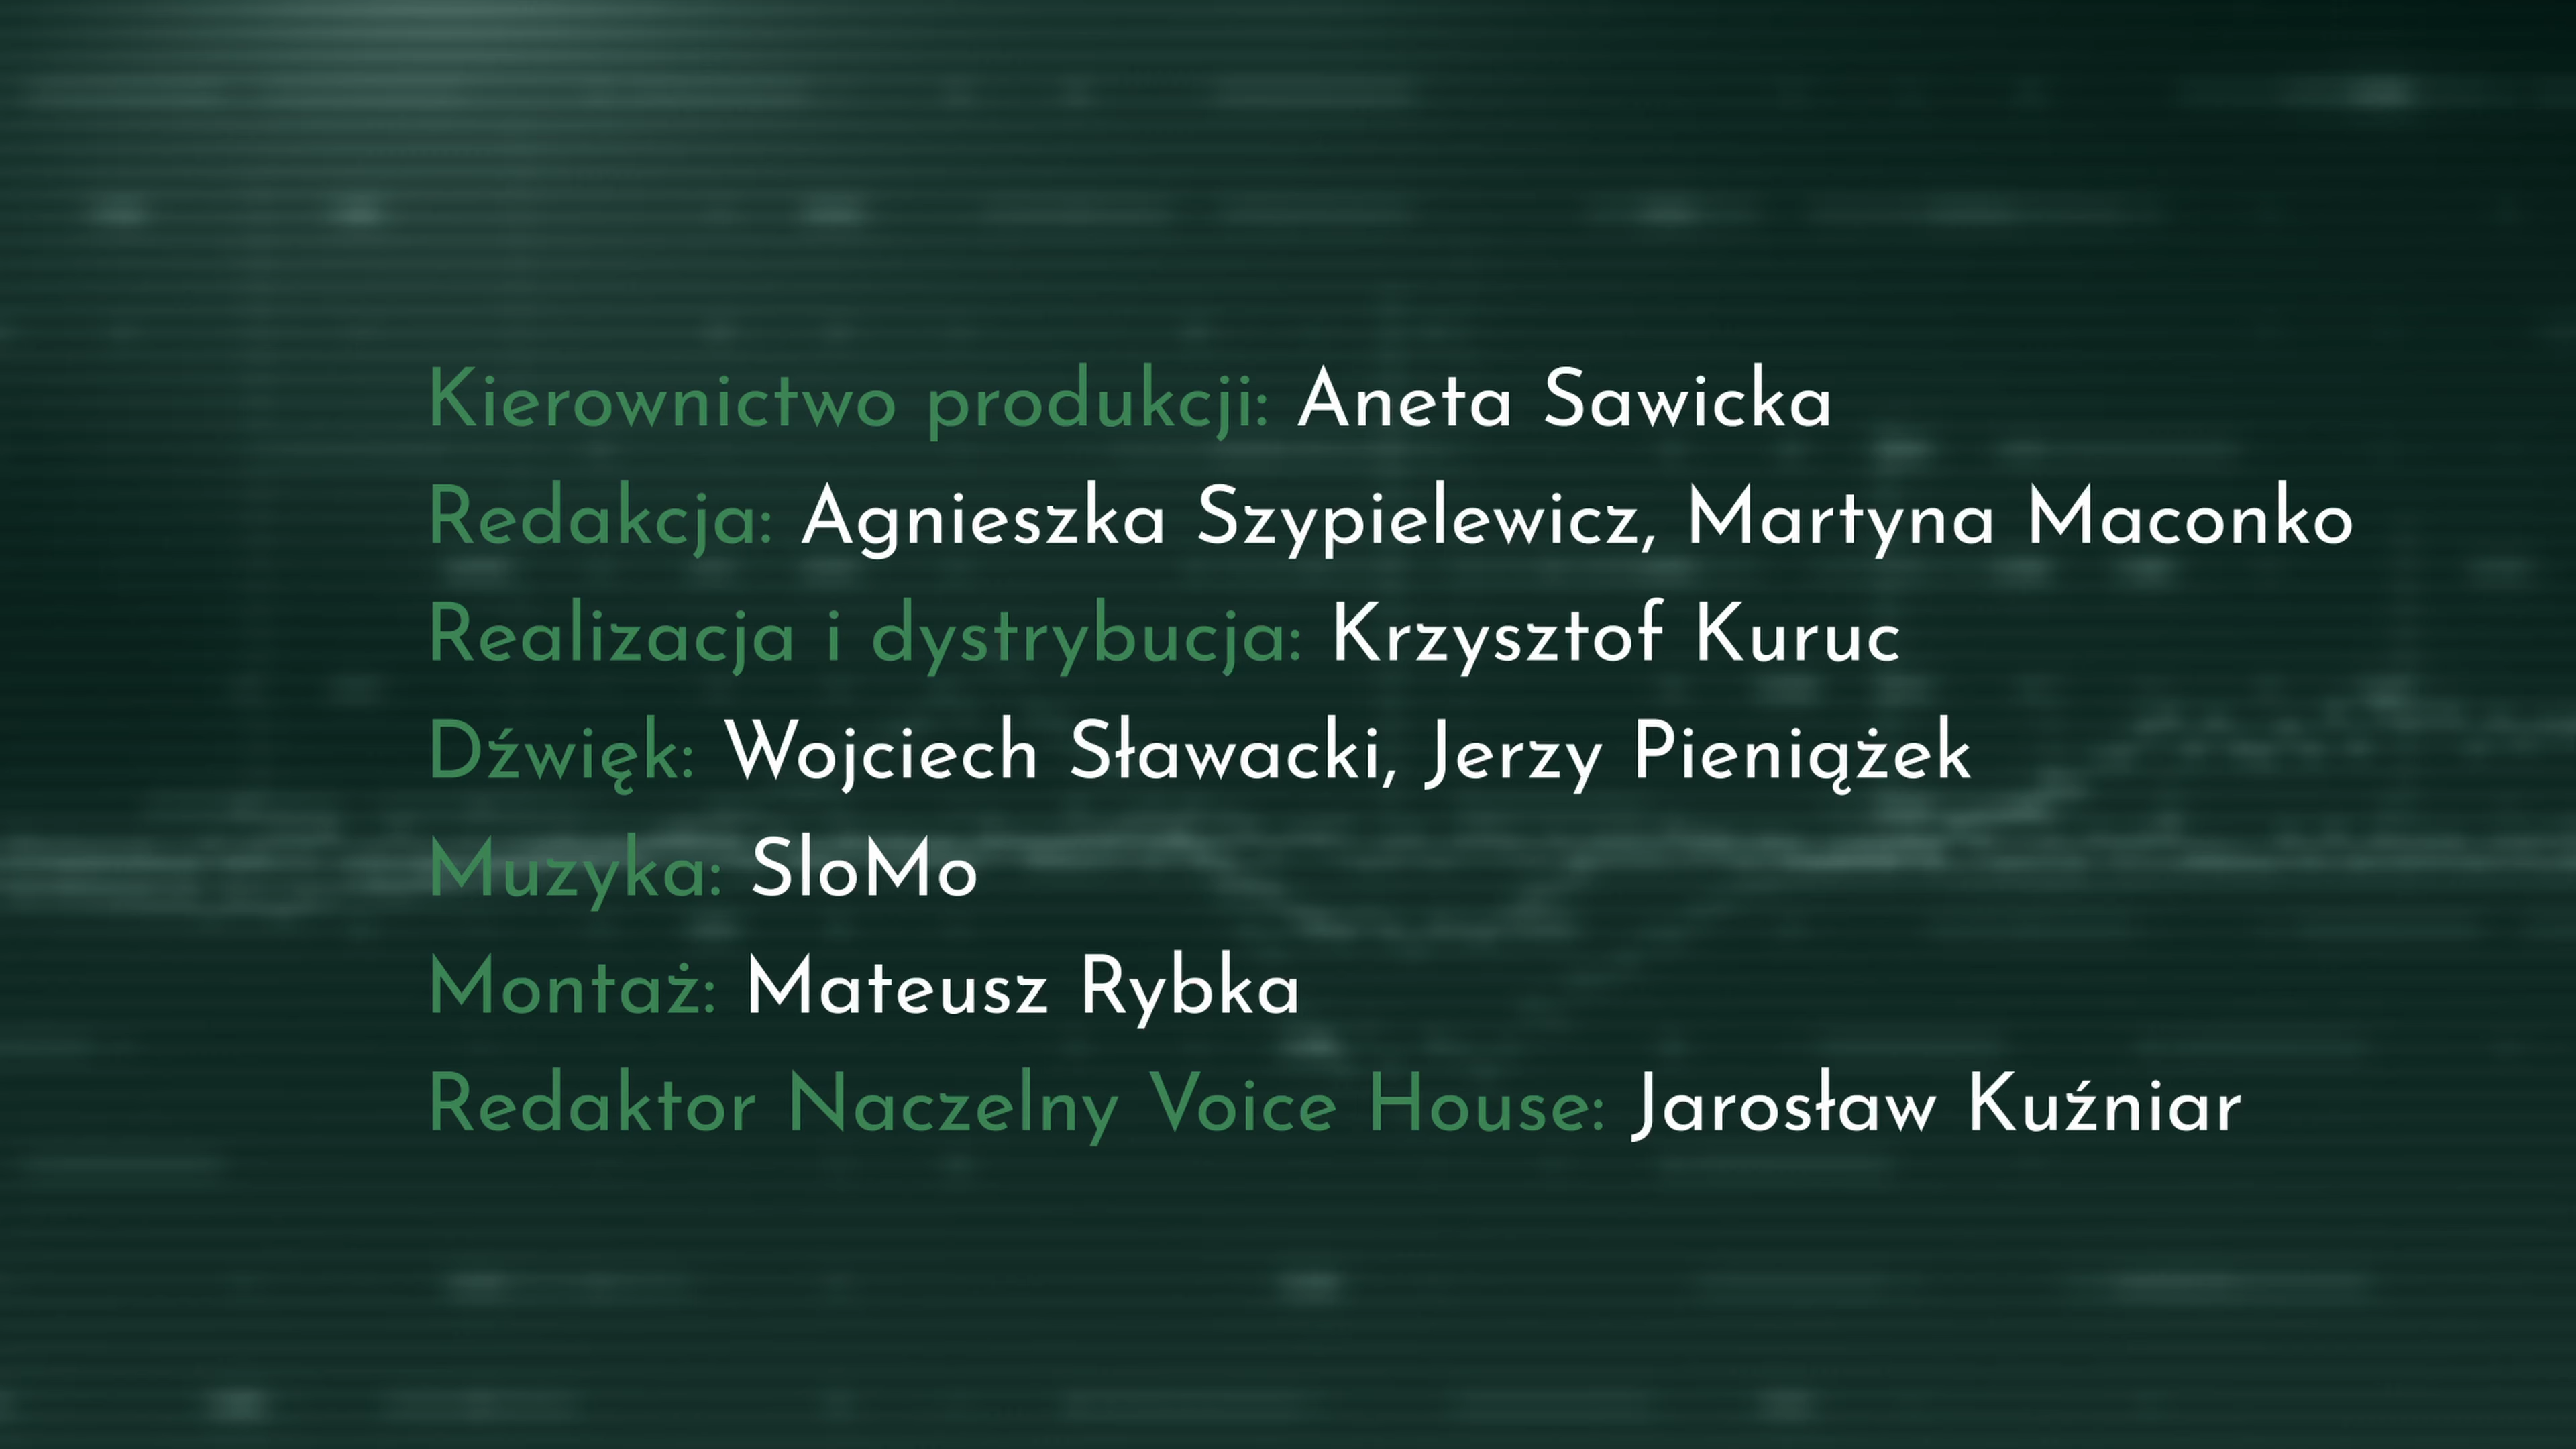 Kierownictwo produkcji: Aneta Sawicka
Redakcja: Agnieszka Szypielewicz, Martyna Maconko
Realizacja i dystrybucja: Krzysztof Kuruc
Dźwięk: Wojciech Sławacki, Jerzy Pieniążek
Muzyka: SloMo
Montaż: Mateusz Rybka
Redaktor Naczelny Voice House: Jarosław Kuźniar